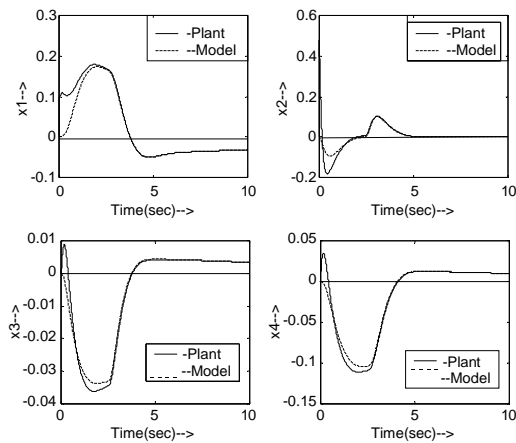 0.3
0.2
0.1
0
-0.1
x1-->
-Plant
--Model
0 5 10
Time(sec)-->
0.4
0.2
0
-0.2
x2-->
-Plant
--Model
0 5 10
Time(sec)-->
0.01
0
-0.01
-0.02
-0.03
-0.04
x3-->
-Plant
--Model
0 5 10
Time(sec)-->
0.05
0
-0.05
-0.1
-0.15
x4-->
-Plant
--Model
0 5 10
Time(sec)-->